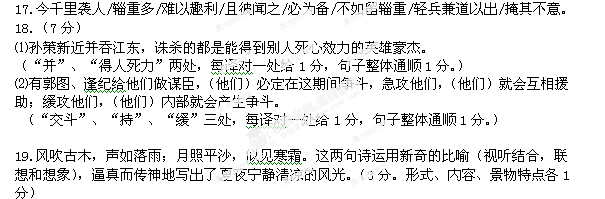 17. 今千里袭人/辎重多/难以趣利/且彼闻之/必为备/不如留辎重/轻兵兼道以出/掩其不意。
18.（7 分）
⑴孙策新近并吞江东，诛杀的都是能得到别人死心效力的英雄豪杰。
（“并”、“得人死力”两处，每译对一处给 1 分，句子整体通顺 1 分。）
⑵有郭图、逢纪给他们做谋臣，（他们）必定在这期间争斗，急攻他们，（他们）就会互相援
助；缓攻他们，（他们）内部就会产生争斗。
（“交斗”、“持”、“缓”三处，每译对一处给 1 分，句子整体通顺 1 分。）
19. 风吹古木，声如落雨；月照平沙，似见寒霜。这两句诗运用新奇的比喻（视听结合，联
想和想象），逼真而传神地写出了夏夜宁静清凉的风光。（3 分。形式、内容、景物特点各 1
分）